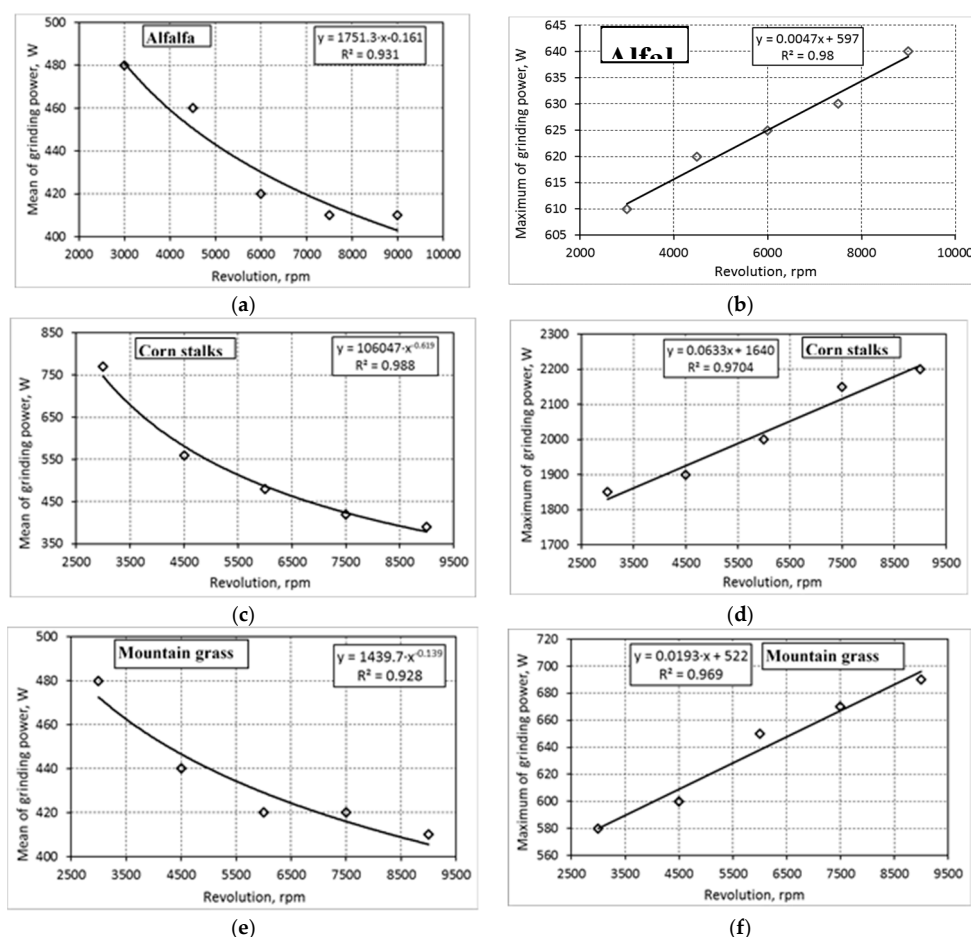 Alfalfa
y = 1751.3·x-0.161
R² = 0.931
Mean of grinding power, W
500
480
460
440
420
400
2000 3000 4000 5000 6000 7000 8000 9000 10000
Revolution, rpm
(a)
Alfal
y = 0.0047x + 597
R² = 0.98
Maximum of grinding power, W
645
640
635
630
625
620
615
610
605
2000 4000 6000 8000 10000
Revolution, rpm
(b)
Corn stalks
y = 106047·x-0.619
R² = 0.988
Mean of grinding power, W
850
750
650
550
450
350
2500 3500 4500 5500 6500 7500 8500 9500
Revolution, rpm
(c)
y = 0.0633x + 1640
R² = 0.9704
Corn stalks
Maximum of grinding power, W
2300
2200
2100
2000
1900
1800
1700
2500 3500 4500 5500 6500 7500 8500 9500
Revolution, rpm
(d)
Mountain grass
y = 1439.7·x-0.139
R² = 0.928
Mean of grinding power, W
500
480
460
440
420
400
2500 3500 4500 5500 6500 7500 8500 9500
Revolution, rpm
(e)
y = 0.0193·x + 522
R² = 0.969
Mountain grass
Maximum of grinding power, W
720
700
680
660
640
620
600
580
560
2500 3500 4500 5500 6500 7500 8500 9500
Revolution, rpm
(f)